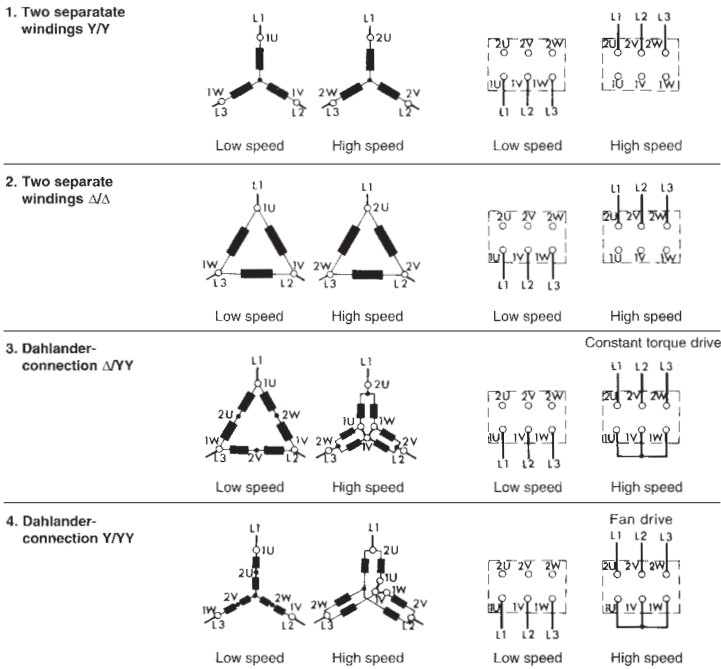 1. Two separatate
windings Y/Y
L1
1U
1W
1V
L3
L2
L1
2U
2W
2V
L3
L2
2U 2V 2W
1U 1V 1W
L1 L2 L3
L1 L2 L3
2U 2V 2W
1U 1V 1W
Low speed
High speed
Low speed
High speed
2. Two separate
windings Δ/Δ
L1
1U
1W
1V
L3
L2
L1
2U
2W
2V
L3
L2
2U 2V 2W
1U 1V 1W
L1 L2 L3
L1 L2 L3
2U 2V 2W
1U 1V 1W
Low speed
High speed
Low speed
High speed
3. Dahlander-
connection Δ/YY
Constant torque drive
L1
1U
2U
2W
1W
1V
L3
2V
L2
L1
2U
1U
1W
2W
1V
2V
L3
L2
2U 2V 2W
1U 1V 1W
L1 L2 L3
L1 L2 L3
2U 2V 2W
1U 1V 1W
Low speed
High speed
Low speed
High speed
4. Dahlander-
connection Y/YY
Fan drive
L1
1U
2U
2V
2W
1W
1V
L3
L2
L1
2U
1U
1V
1W
2W
2V
L3
L2
2U 2V 2W
1U 1V 1W
L1 L2 L3
L1 L2 L3
2U 2V 2W
1U 1V 1W
Low speed
High speed
Low speed
High speed